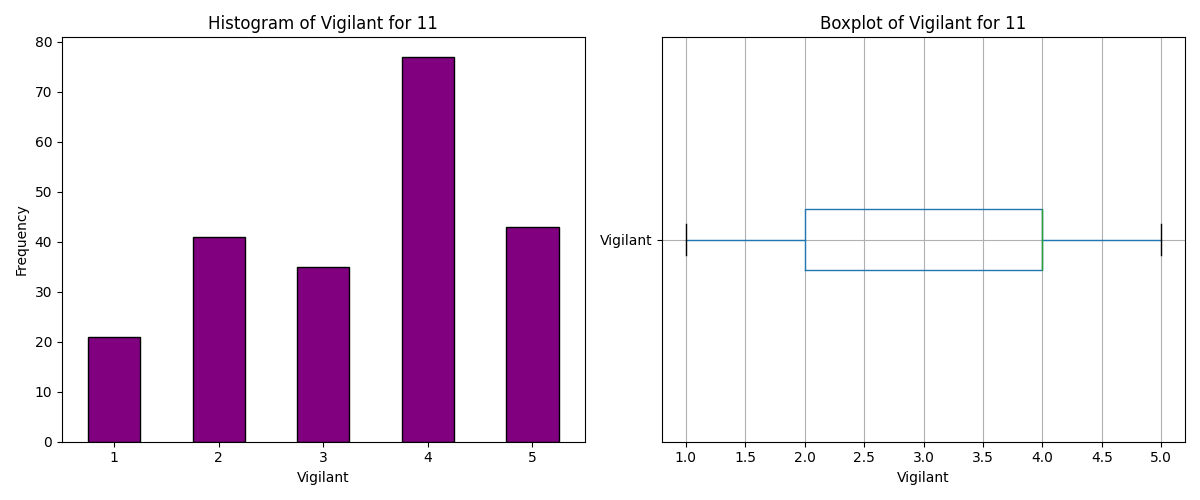 Histogram of Vigilant for 11
80
70
60
50
40
30
20
10
0
Frequency
1 2 3 4 5
Vigilant
Boxplot of Vigilant for 11
Vigilant
1.0 1.5 2.0 2.5 3.0 3.5 4.0 4.5 5.0
Vigilant